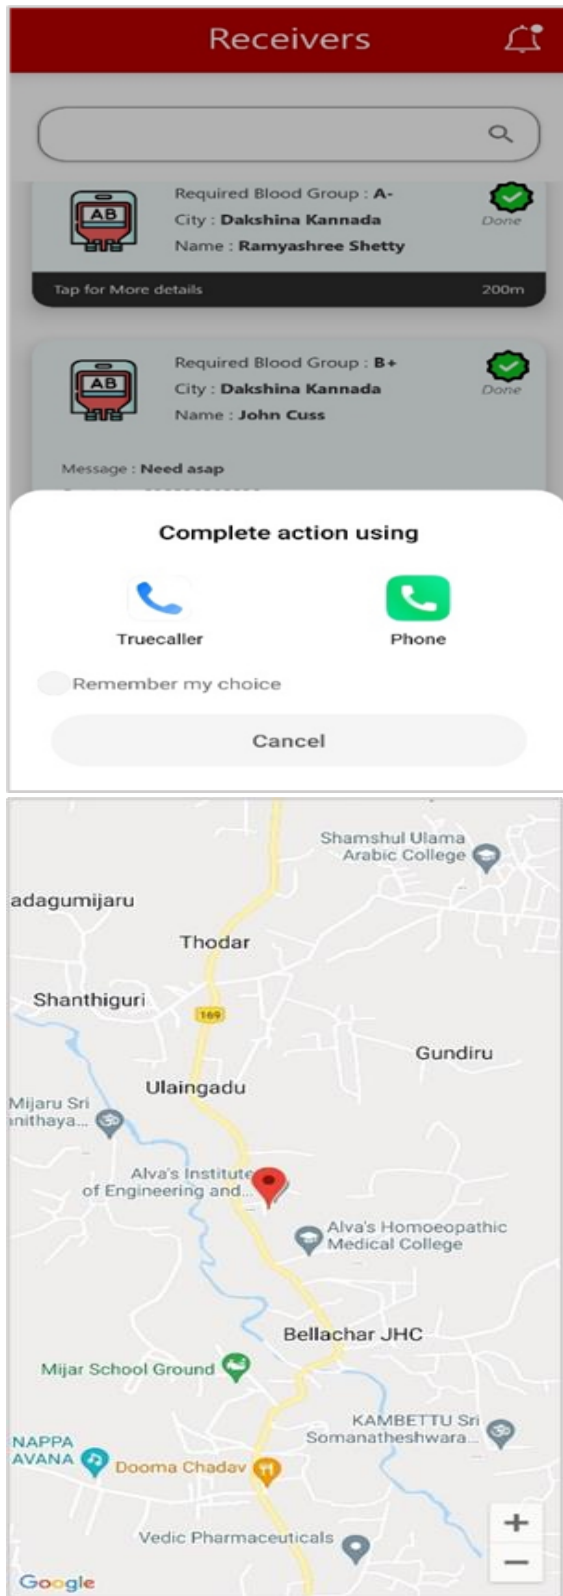 Receivers
AB
Required Blood Group : A-
City : Dakshina Kannada
Name : Ramyashree Shetty
Done
Tap for More details 200m
AB
Required Blood Group : B+
City : Dakshina Kannada
Name : John Cuss
Done
Message : Need asap
Complete action using
Truecaller Phone
Remember my choice
Cancel
Shamshul Ulama
Arabic College
adagumijaru
Thodar
Shanthiguri
169
Gundiru
Ulaingadu
Mijaru Sri
nithaya...
Alva's Institute
of Engineering and...
Alva's Homoeopathic
Medical College
Bellachar JHC
Mijar School Ground
KAMBETTU Sri
Somanatheshwara...
NAPPA
AVANA
Dooma Chadav
Vedic Pharmaceuticals
+
−
Google